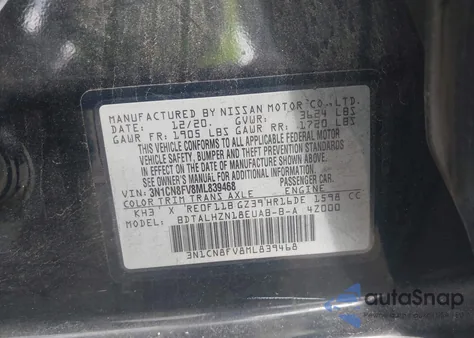 MANUFACTURED BY NISSAN MOTOR CO., LTD.
DATE: 12/20. GVWR: 3624 LBS
GAWR FR: 1905 LBS GAWR RR: 1720 LBS
THIS VEHICLE CONFORMS TO ALL APPLICABLE FEDERAL MOTOR
VEHICLE SAFETY, BUMPER AND THEFT PREVENTION STANDARDS
IN EFFECT ON THE DATE OF MANUFACTURE SHOWN ABOVE.
SEE OWNER'S MANUAL FOR ADDITIONAL INFORMATION.
VIN: 3N1CN8FV8ML839468 PASSENGER CAR
COLOR TRIM TRANS AXLE ENGINE
KH3 X RE0F11B GZ39 HR16DE 1598 CC
MODEL: BDTALHZN18EUAB-B-A 4Z000
3N1CN8FV8ML839468
autoSnap